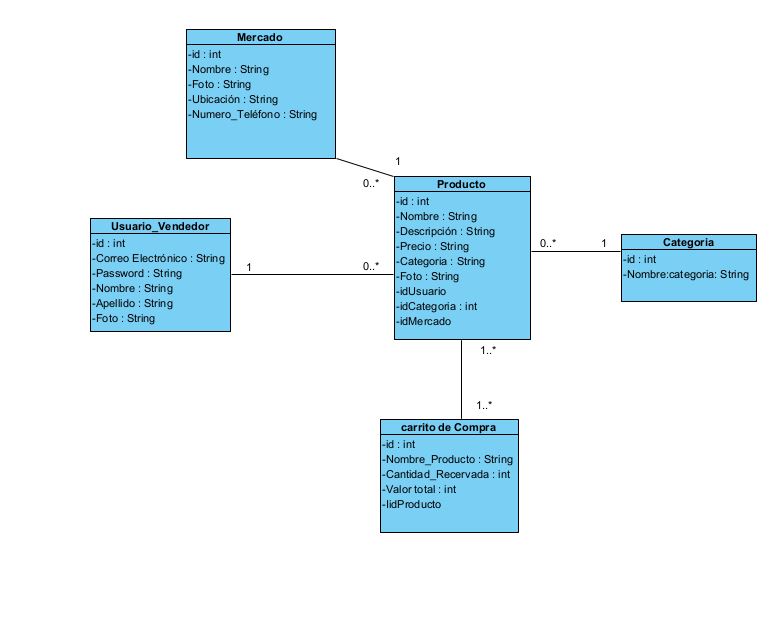 Mercado
-id : int
-Nombre : String
-Foto : String
-Ubicación : String
-Numero_Teléfono : String
1
0..*
Producto
-id : int
-Nombre : String
-Descripción : String
-Precio : String
-Categoria : String
-Foto : String
-idUsuario
-idCategoria : int
-idMercado
Usuario_Vendedor
-id : int
-Correo Electrónico : String
-Password : String
-Nombre : String
-Apellido : String
-Foto : String
1
0..*
0..*
1
Categoria
-id : int
-Nombre:categoria: String
1..*
1..*
carrito de Compra
-id : int
-Nombre_Producto : String
-Cantidad_Recervada : int
-Valor total : int
-IidProducto